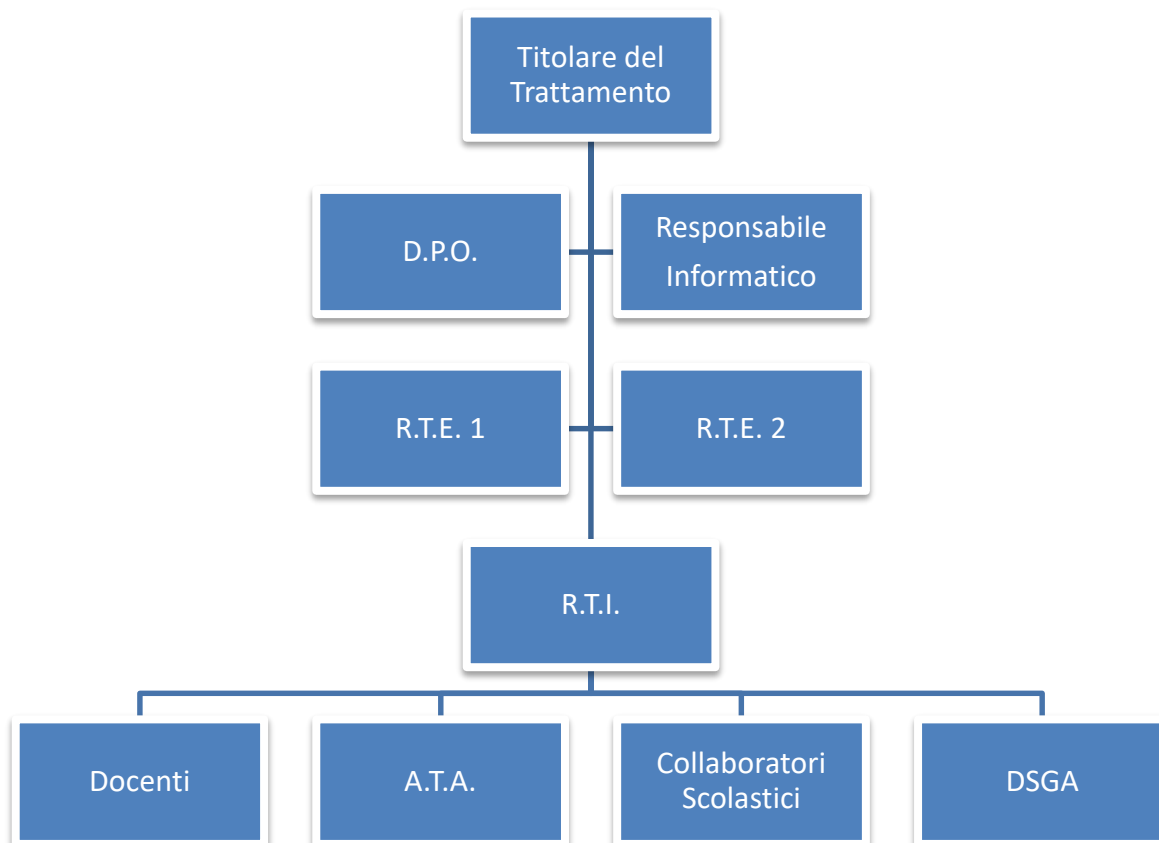 Titolare del
Trattamento
D.P.O.
Responsabile
Informatico
R.T.E. 1
R.T.E. 2
R.T.I.
Docenti
A.T.A.
Collaboratori
Scolastici
DSGA